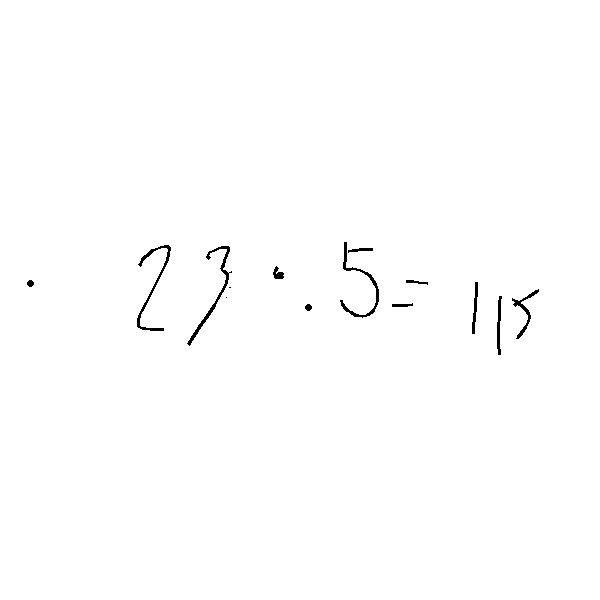 23 · . 5 = 115